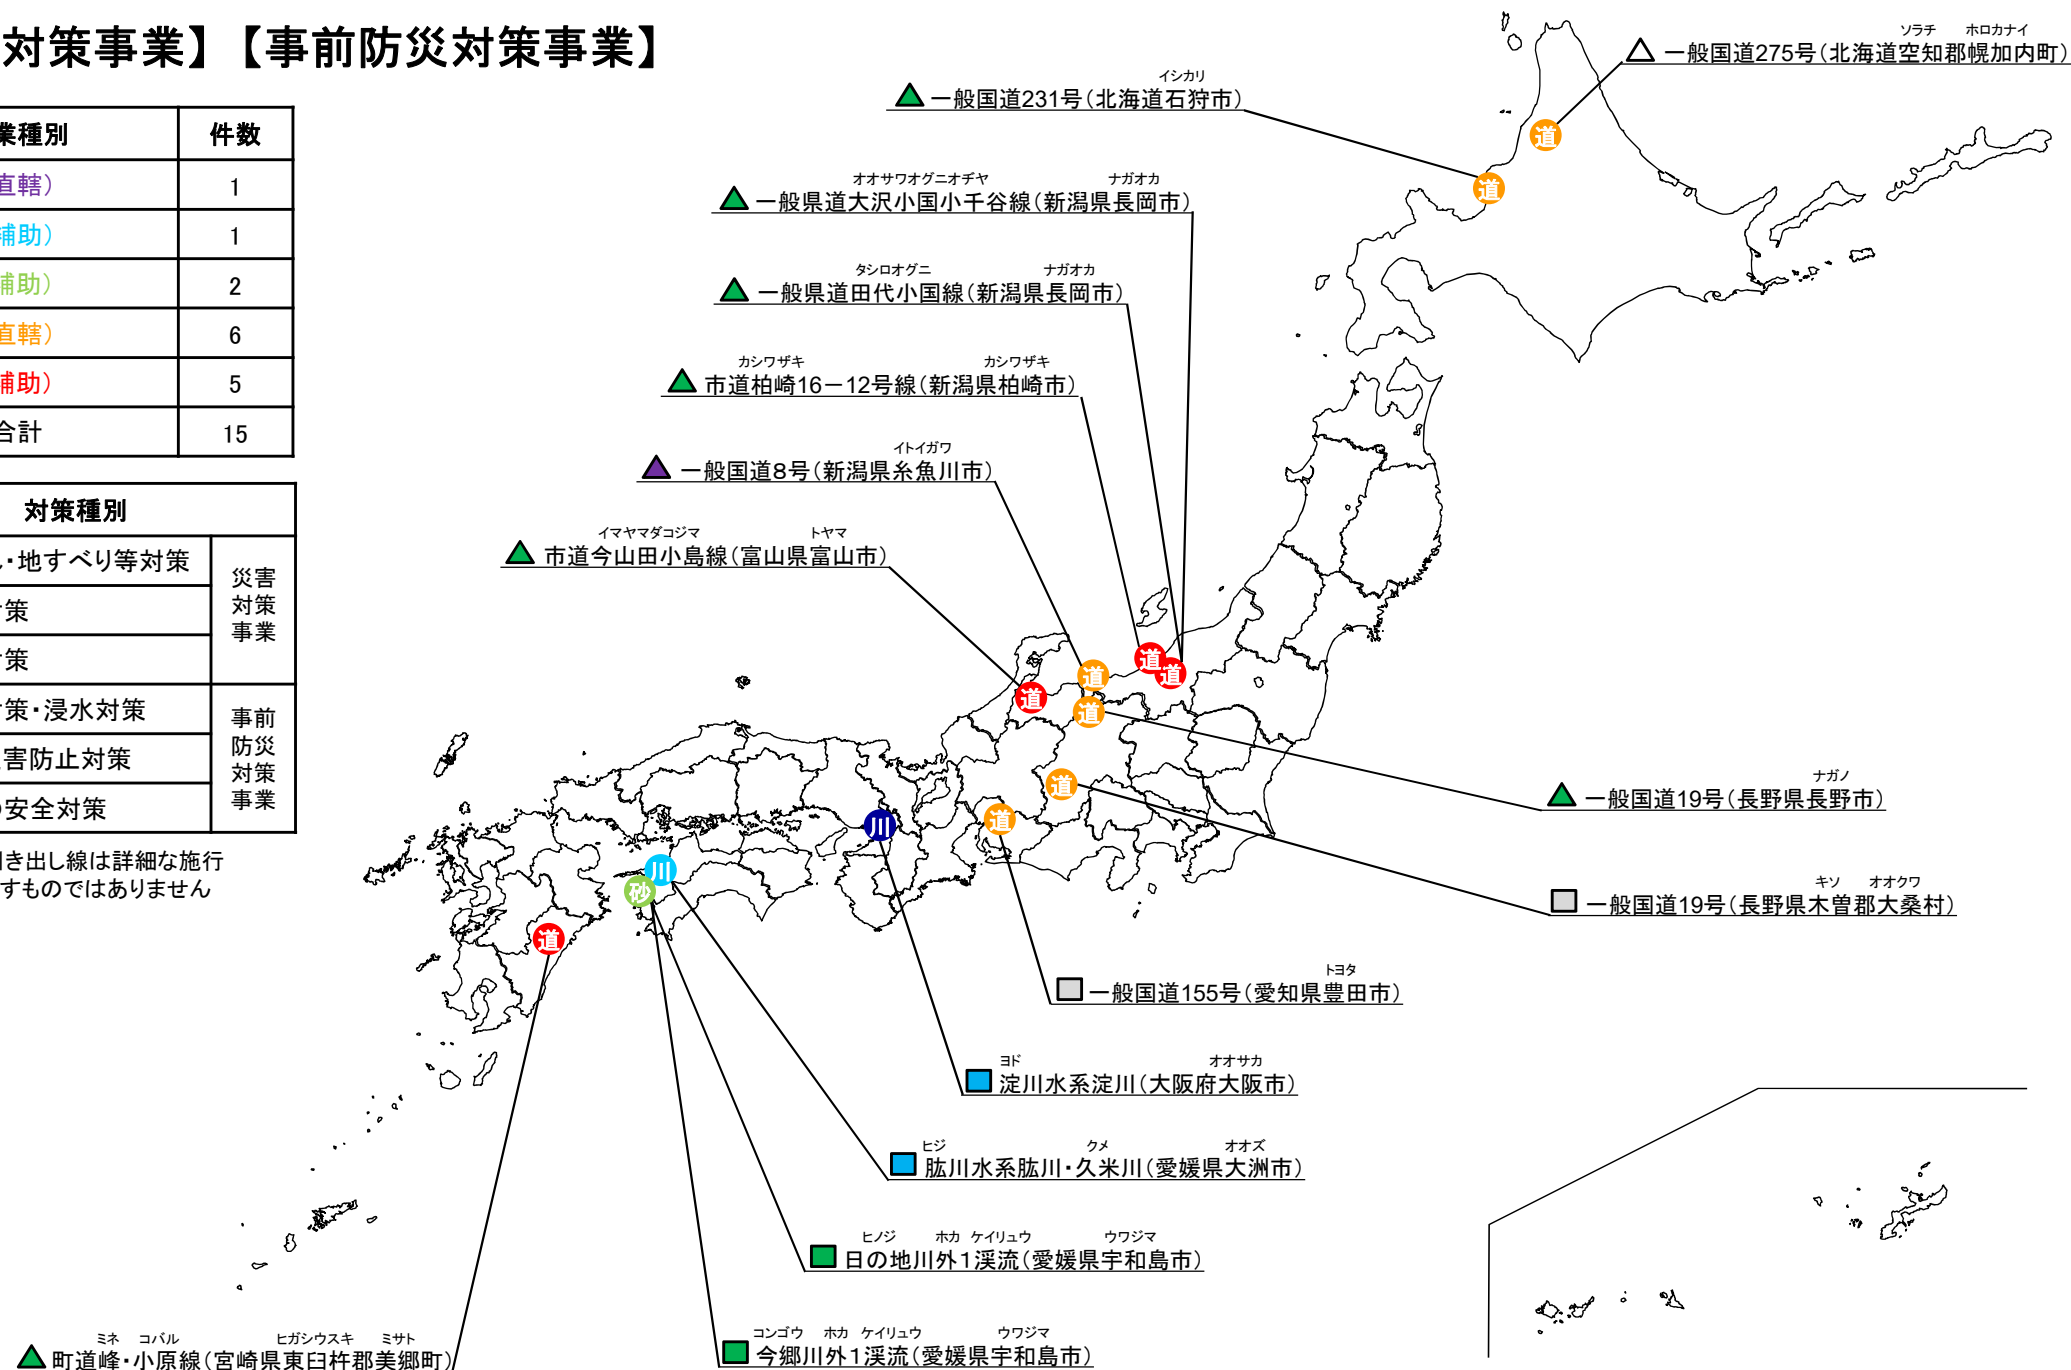 対策事業】【事前防災対策事業】
業種別 件数
直轄） 1
補助） 1
補助） 2
直轄） 6
補助） 5
合計 15
対策種別
・地すべり等対策
策
策
災害
対策
事業
策・浸水対策
害防止対策
安全対策
事前
防災
対策
事業
き出し線は詳細な施行
すものではありません
ソラチ ホロカナイ
一般国道275号（北海道空知郡幌加内町）
イシカリ
一般国道231号（北海道石狩市）
オオサワオグニオヂヤ ナガオカ
一般県道大沢小国小千谷線（新潟県長岡市）
タシロオグニ ナガオカ
一般県道田代小国線（新潟県長岡市）
カシワザキ カシワザキ
市道柏崎16－12号線（新潟県柏崎市）
イトイガワ
一般国道8号（新潟県糸魚川市）
イマヤマダコジマ トヤマ
市道今山田小島線（富山県富山市）
道
道
道
道
道
道
道
道
道
川
川
砂
道
ナガノ
一般国道19号（長野県長野市）
キソ オオクワ
一般国道19号（長野県木曽郡大桑村）
トヨタ
一般国道155号（愛知県豊田市）
ヨド オオサカ
淀川水系淀川（大阪府大阪市）
ヒジ クメ オオズ
肱川水系肱川・久米川（愛媛県大洲市）
ヒノジ ホカ ケイリュウ ウワジマ
日の地川外1渓流（愛媛県宇和島市）
コンゴウ ホカ ケイリュウ ウワジマ
今郷川外1渓流（愛媛県宇和島市）
ミネ コバル ヒガシウスキ ミサト
町道峰・小原線（宮崎県東臼杵郡美郷町）